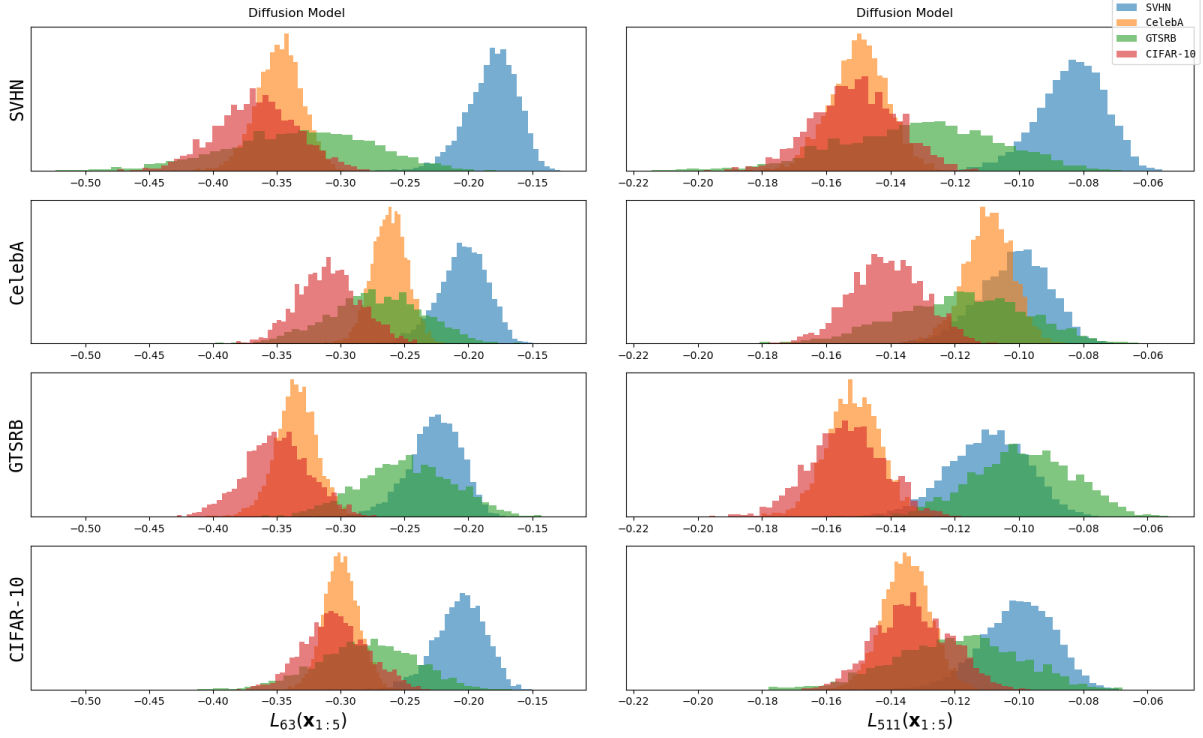 Diffusion Model
Diffusion Model
SVHN
CelebA
GTSRB
CIFAR-10
SVHN
−0.50 −0.45 −0.40 −0.35 −0.30 −0.25 −0.20 −0.15
−0.22 −0.20 −0.18 −0.16 −0.14 −0.12 −0.10 −0.08 −0.06
CelebA
−0.50 −0.45 −0.40 −0.35 −0.30 −0.25 −0.20 −0.15
−0.22 −0.20 −0.18 −0.16 −0.14 −0.12 −0.10 −0.08 −0.06
GTSRB
−0.50 −0.45 −0.40 −0.35 −0.30 −0.25 −0.20 −0.15
−0.22 −0.20 −0.18 −0.16 −0.14 −0.12 −0.10 −0.08 −0.06
CIFAR-10
−0.50 −0.45 −0.40 −0.35 −0.30 −0.25 −0.20 −0.15
−0.22 −0.20 −0.18 −0.16 −0.14 −0.12 −0.10 −0.08 −0.06
L₆₃(x₁:₅)
L₅₁₁(x₁:₅)